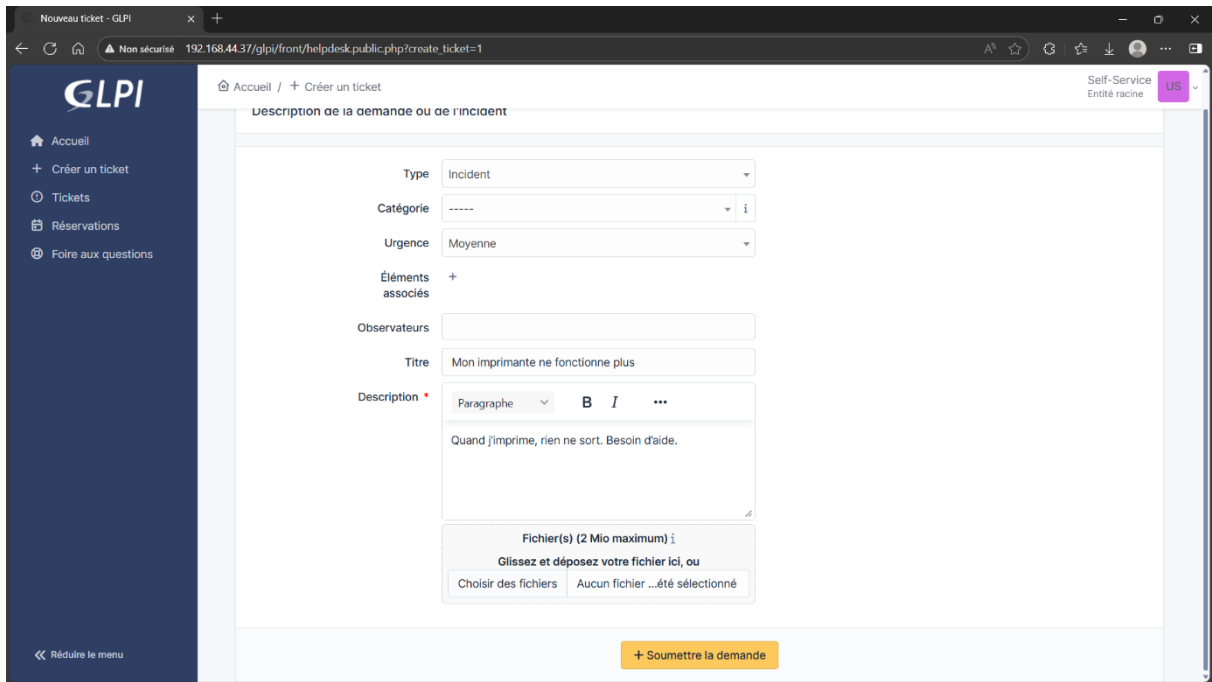 Nouveau ticket - GLPI
Non sécurisé 192.168.44.37/glpi/front/helpdesk.public.php?create_ticket=1
GLPI
Accueil / + Créer un ticket
Self-Service
Entité racine
US
Accueil
+ Créer un ticket
Tickets
Réservations
Foire aux questions
Réduire le menu
Description de la demande ou de l'incident
Type Incident
Catégorie ----- i
Urgence Moyenne
Éléments associés +
Observateurs
Titre Mon imprimante ne fonctionne plus
Description *
Paragraphe B I ...
Quand j'imprime, rien ne sort. Besoin d'aide.
Fichier(s) (2 Mio maximum) i
Glissez et déposez votre fichier ici, ou
Choisir des fichiers Aucun fichier ...été sélectionné
+ Soumettre la demande